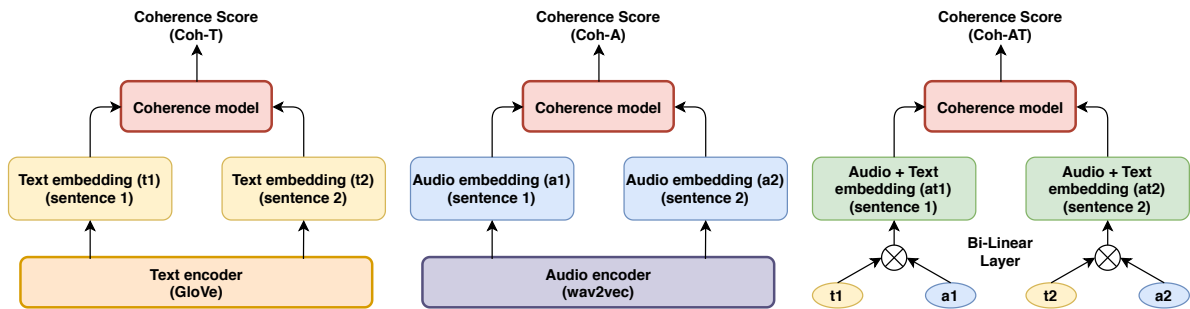 Coherence Score
(Coh-T)
Coherence model
Text embedding (t1)
(sentence 1)
Text embedding (t2)
(sentence 2)
Text encoder
(GloVe)
Coherence Score
(Coh-A)
Coherence model
Audio embedding (a1)
(sentence 1)
Audio embedding (a2)
(sentence 2)
Audio encoder
(wav2vec)
Coherence Score
(Coh-AT)
Coherence model
Audio + Text
embedding (at1)
(sentence 1)
Audio + Text
embedding (at2)
(sentence 2)
Bi-Linear
Layer
t1
a1
t2
a2